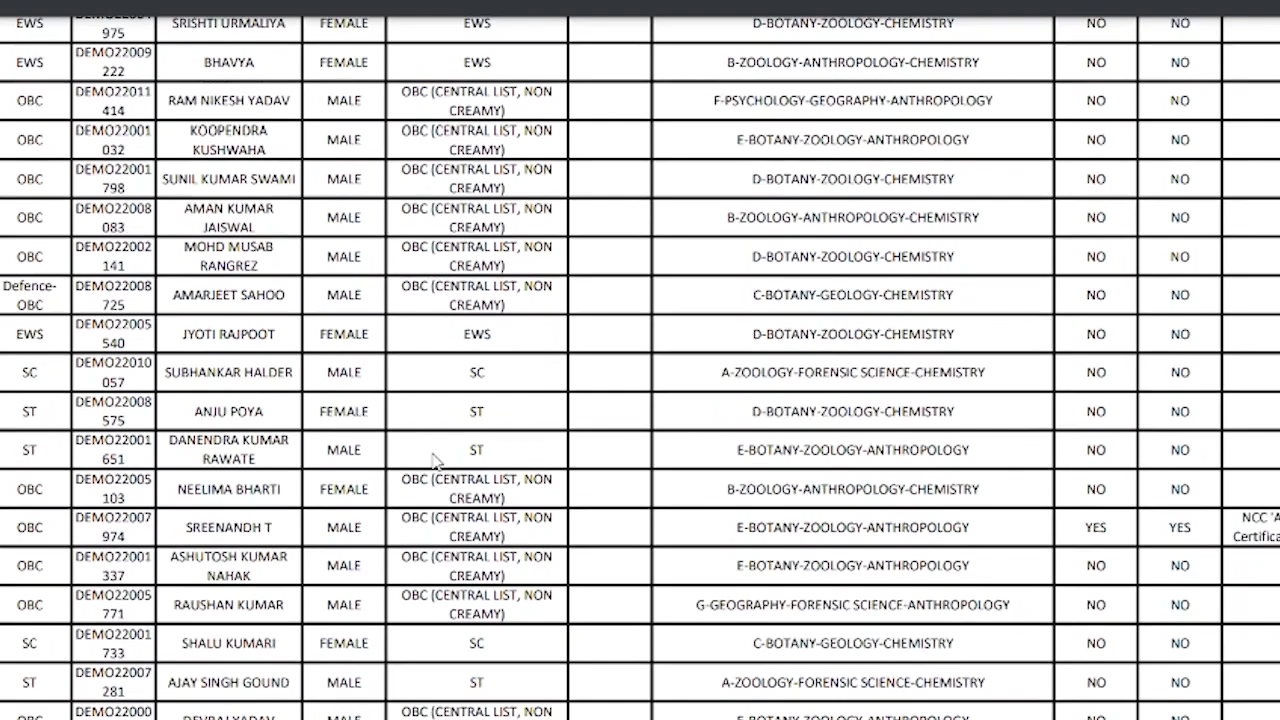 EWS 975 SRISHTI URMALIYA FEMALE EWS D-BOTANY-ZOOLOGY-CHEMISTRY NO NO
EWS DEMO22009 222 BHAVYA FEMALE EWS B-ZOOLOGY-ANTHROPOLOGY-CHEMISTRY NO NO
OBC DEMO22011 414 RAM NIKESH YADAV MALE OBC (CENTRAL LIST, NON CREAMY) F-PSYCHOLOGY-GEOGRAPHY-ANTHROPOLOGY NO NO
OBC DEMO22001 032 KOOPENDRA KUSHWAHA MALE OBC (CENTRAL LIST, NON CREAMY) E-BOTANY-ZOOLOGY-ANTHROPOLOGY NO NO
OBC DEMO22001 798 SUNIL KUMAR SWAMI MALE OBC (CENTRAL LIST, NON CREAMY) D-BOTANY-ZOOLOGY-CHEMISTRY NO NO
OBC DEMO22008 083 AMAN KUMAR JAISWAL MALE OBC (CENTRAL LIST, NON CREAMY) B-ZOOLOGY-ANTHROPOLOGY-CHEMISTRY NO NO
OBC DEMO22002 141 MOHD MUSAB RANGREZ MALE OBC (CENTRAL LIST, NON CREAMY) D-BOTANY-ZOOLOGY-CHEMISTRY NO NO
Defence-OBC DEMO22008 725 AMARJEET SAHOO MALE OBC (CENTRAL LIST, NON CREAMY) C-BOTANY-GEOLOGY-CHEMISTRY NO NO
EWS DEMO22005 540 JYOTI RAJPOOT FEMALE EWS D-BOTANY-ZOOLOGY-CHEMISTRY NO NO
SC DEMO22010 057 SUBHANKAR HALDER MALE SC A-ZOOLOGY-FORENSIC SCIENCE-CHEMISTRY NO NO
ST DEMO22008 575 ANJU POYA FEMALE ST D-BOTANY-ZOOLOGY-CHEMISTRY NO NO
ST DEMO22001 651 DANENDRA KUMAR RAWATE MALE ST E-BOTANY-ZOOLOGY-ANTHROPOLOGY NO NO
OBC DEMO22005 103 NEELIMA BHARTI FEMALE OBC (CENTRAL LIST, NON CREAMY) B-ZOOLOGY-ANTHROPOLOGY-CHEMISTRY NO NO
OBC DEMO22007 974 SREENANDH T MALE OBC (CENTRAL LIST, NON CREAMY) E-BOTANY-ZOOLOGY-ANTHROPOLOGY YES YES NCC 'A Certifica
OBC DEMO22001 337 ASHUTOSH KUMAR NAHAK MALE OBC (CENTRAL LIST, NON CREAMY) E-BOTANY-ZOOLOGY-ANTHROPOLOGY NO NO
OBC DEMO22005 771 RAUSHAN KUMAR MALE OBC (CENTRAL LIST, NON CREAMY) G-GEOGRAPHY-FORENSIC SCIENCE-ANTHROPOLOGY NO NO
SC DEMO22001 733 SHALU KUMARI FEMALE SC C-BOTANY-GEOLOGY-CHEMISTRY NO NO
ST DEMO22007 281 AJAY SINGH GOUND MALE ST A-ZOOLOGY-FORENSIC SCIENCE-CHEMISTRY NO NO
DEMO22000 OBC (CENTRAL LIST, NON